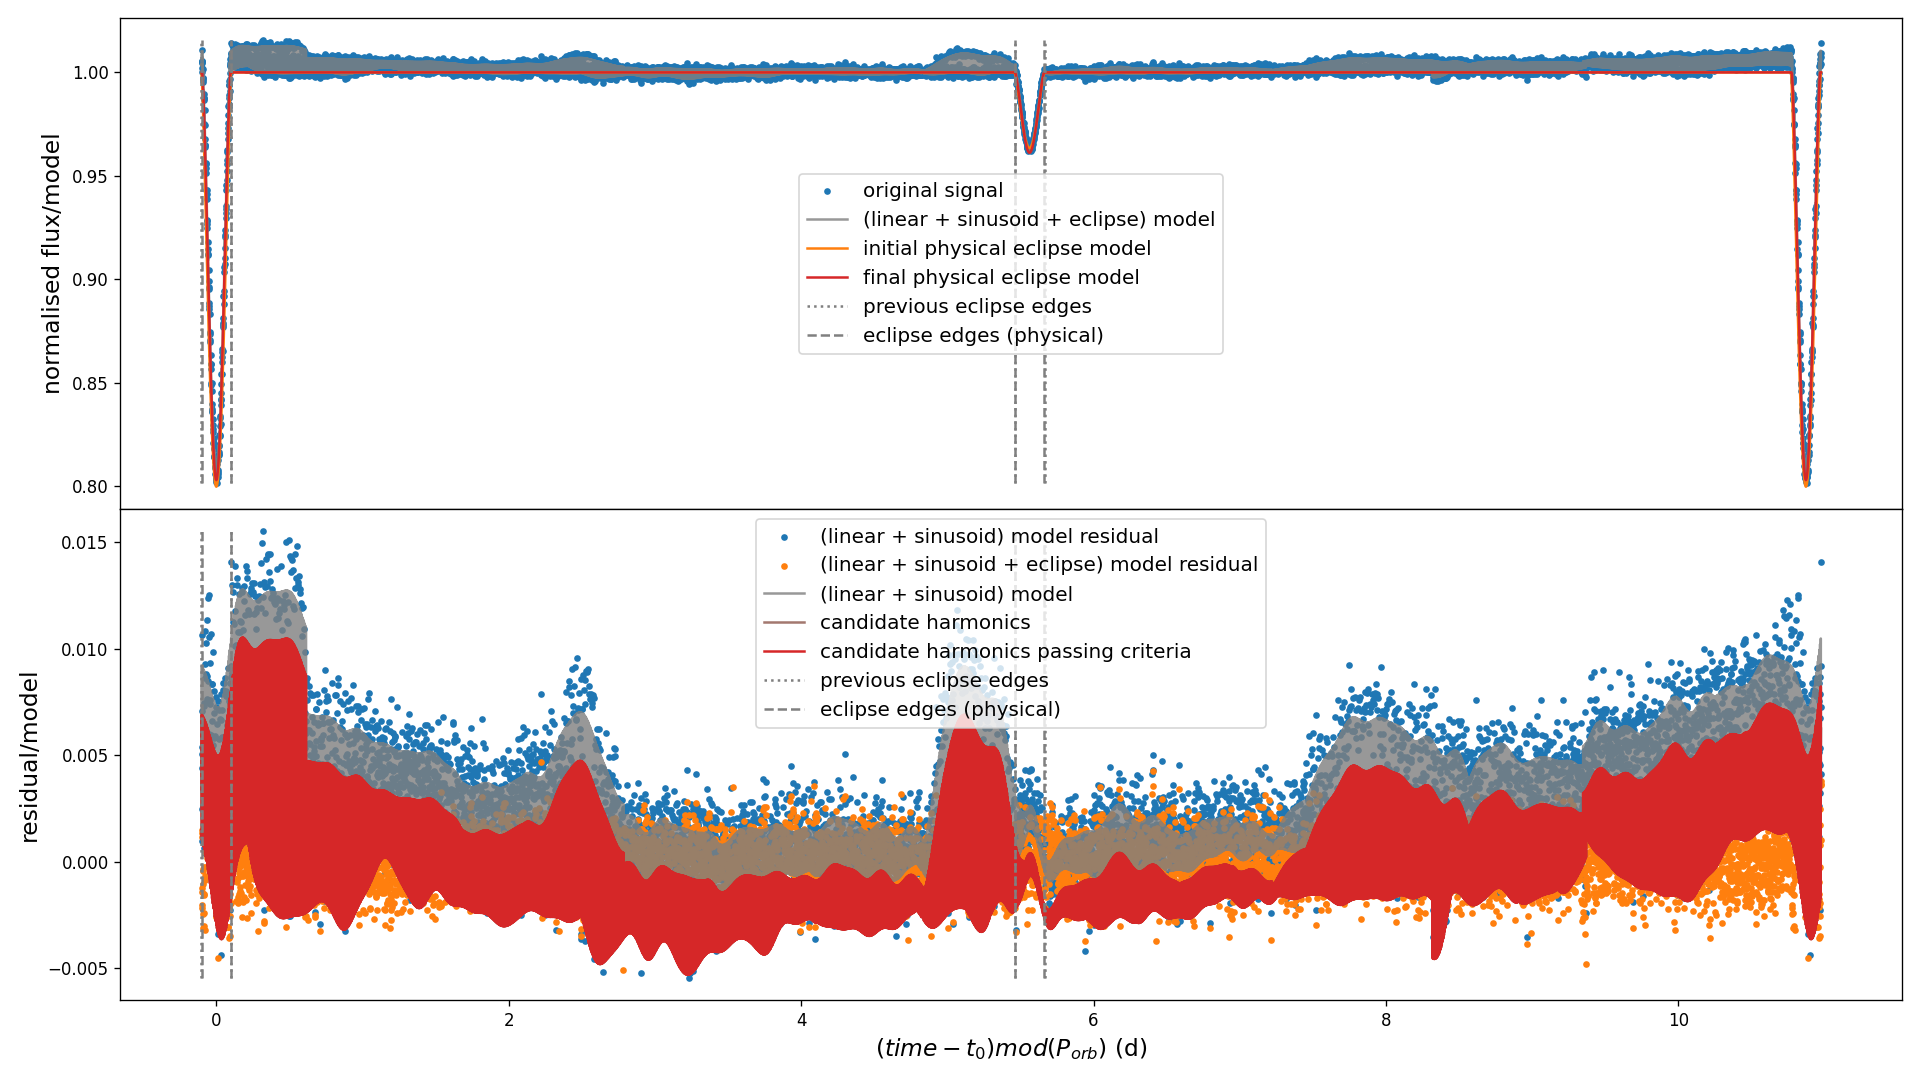 normalised flux/model
1.00
0.95
0.90
0.85
0.80
original signal
(linear + sinusoid + eclipse) model
initial physical eclipse model
final physical eclipse model
previous eclipse edges
eclipse edges (physical)
residual/model
0.015
0.010
0.005
0.000
−0.005
(linear + sinusoid) model residual
(linear + sinusoid + eclipse) model residual
(linear + sinusoid) model
candidate harmonics
candidate harmonics passing criteria
previous eclipse edges
eclipse edges (physical)
0 2 4 6 8 10
(time − t₀)mod(P_orb) (d)